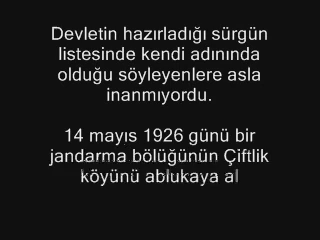 Devletin hazırladığı sürgün
listesinde kendi adınında
olduğu söyleyenlere asla
inanmıyordu.
14 mayıs 1926 günü bir
jandarma bölüğünün Çiftlik
köyünü ablukaya al